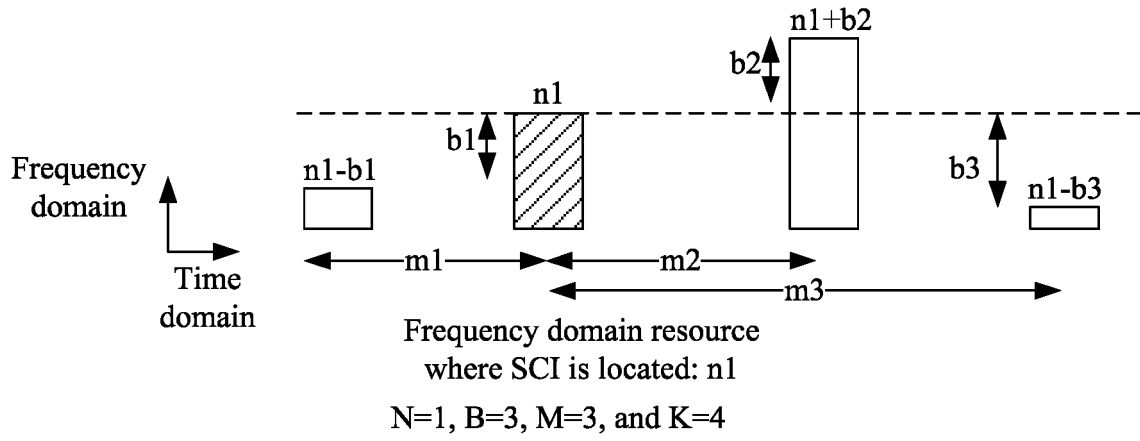 n1+b2
b2
n1
b1
b3
Frequency
domain
n1-b1
n1-b3
m1
m2
Time
domain
m3
Frequency domain resource
where SCI is located: n1
N=1, B=3, M=3, and K=4